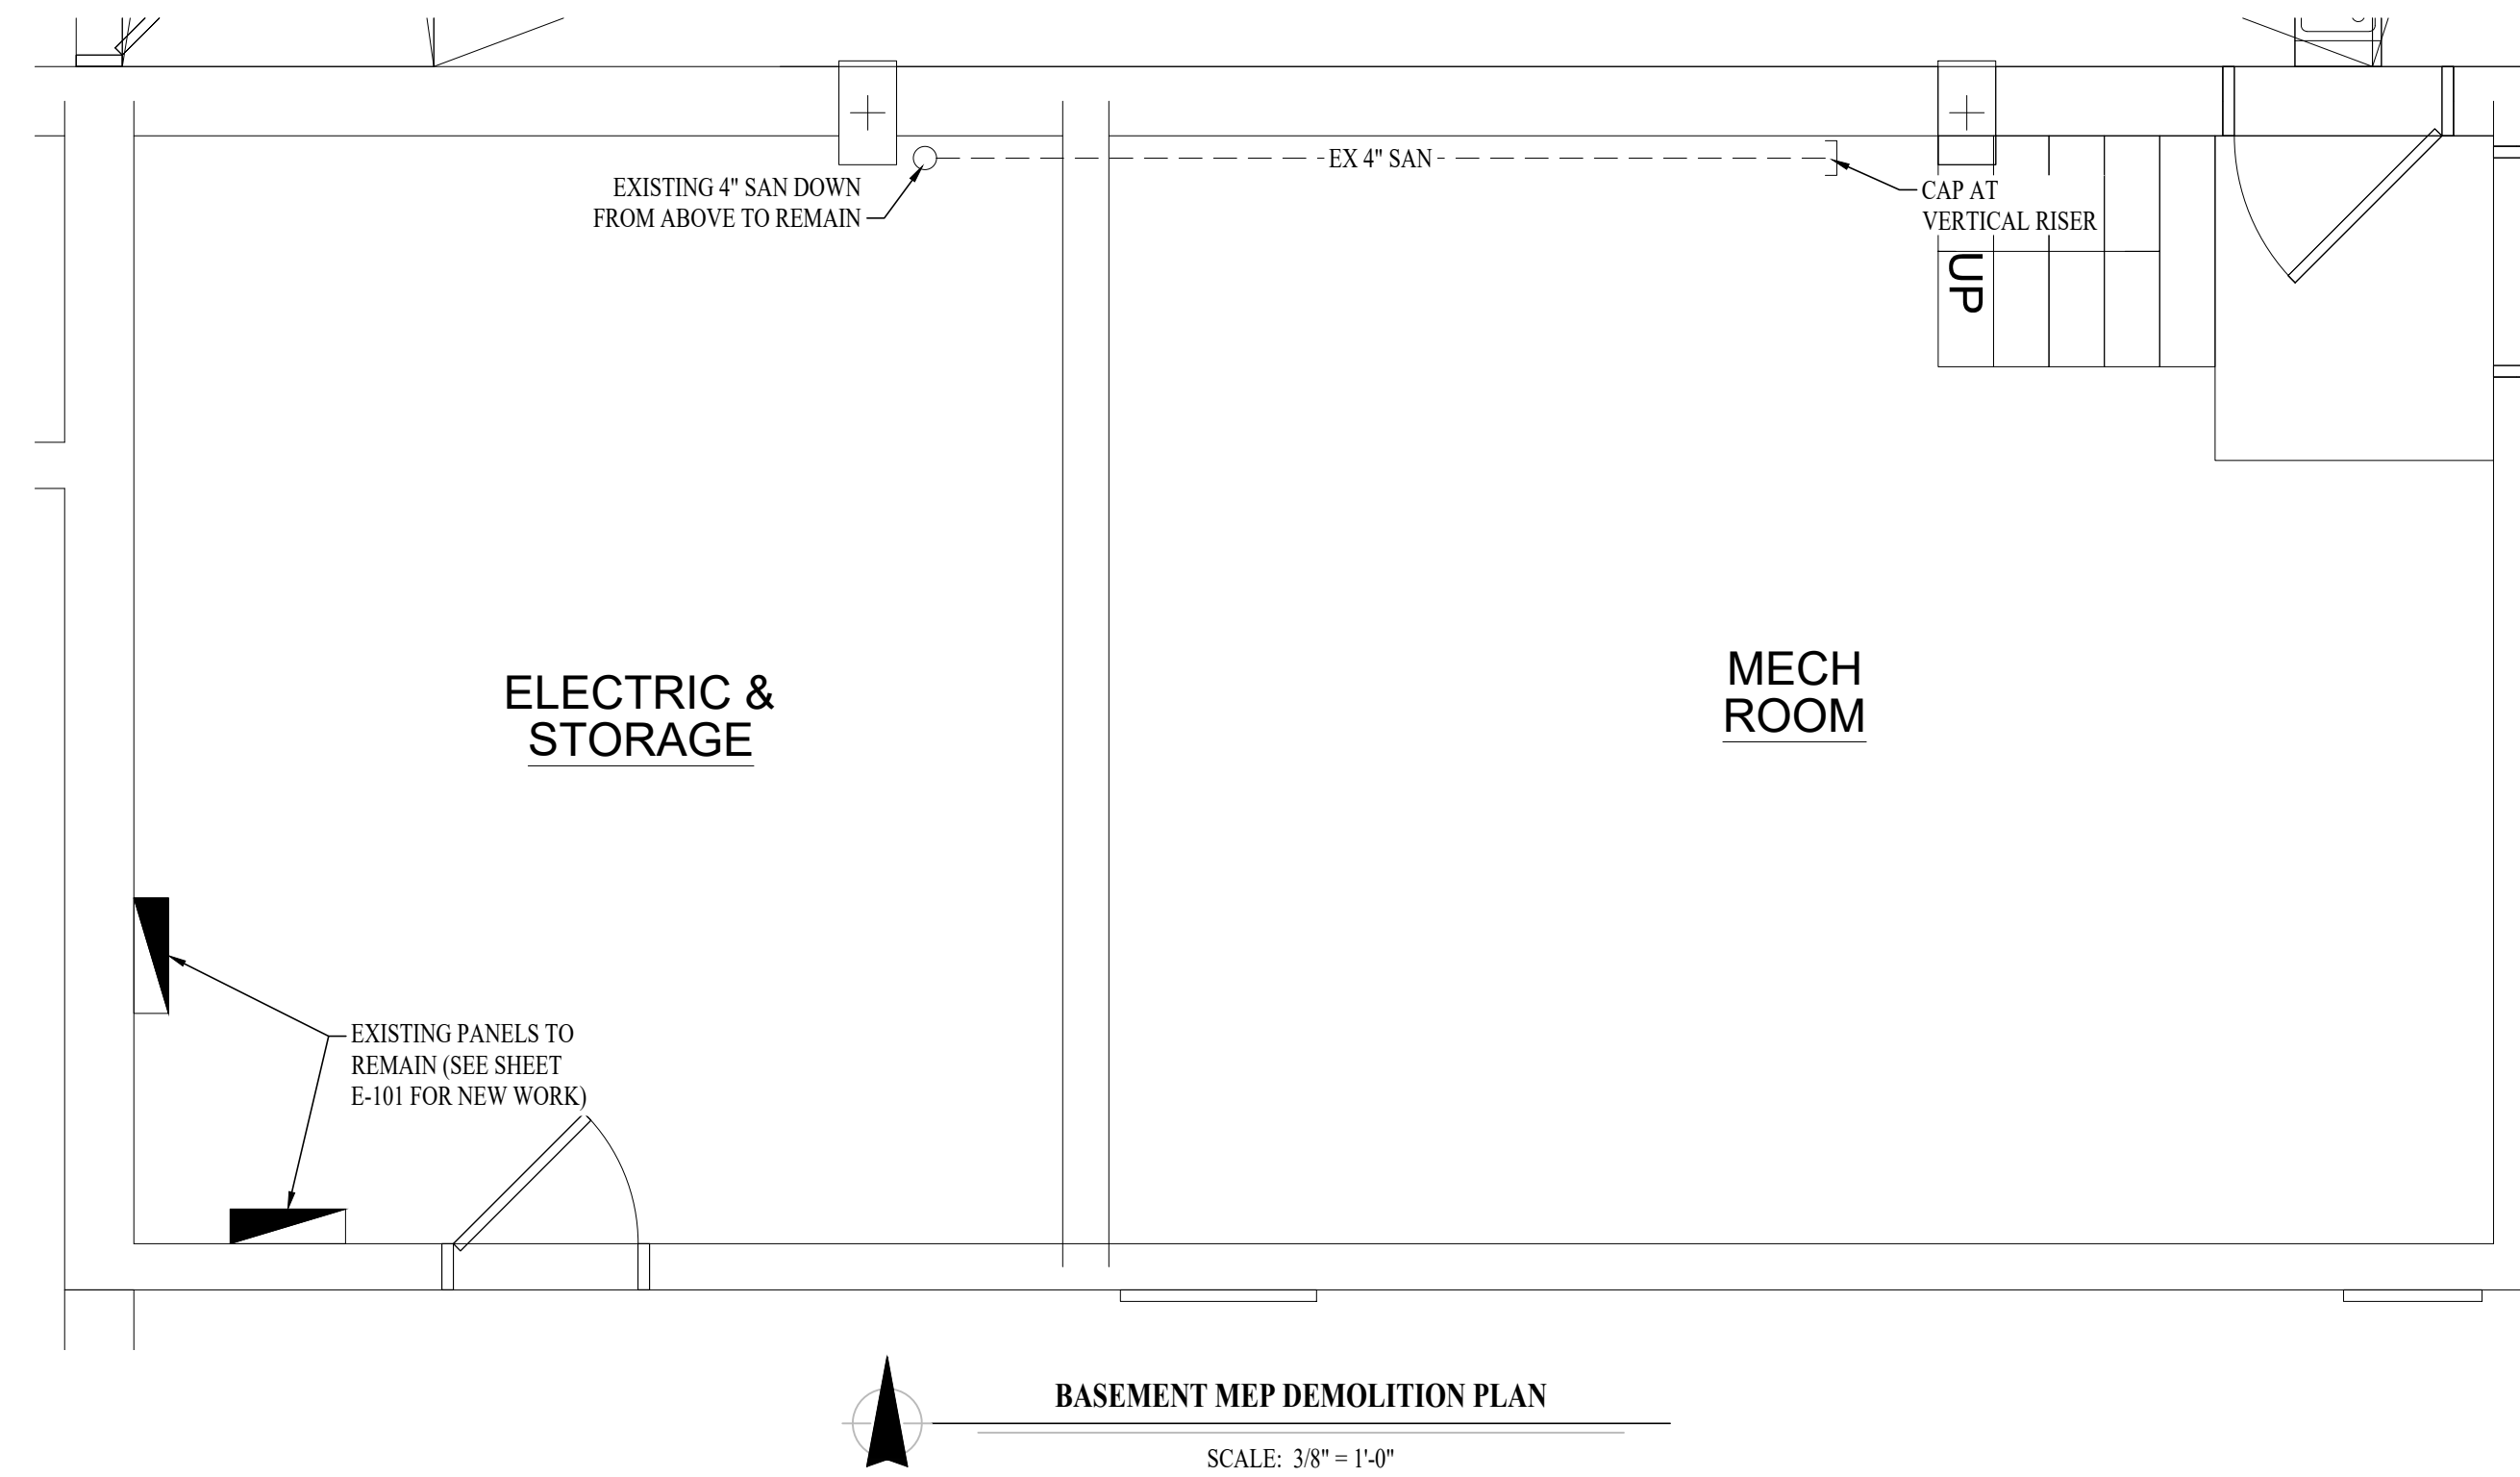 EX 4" SAN
EXISTING 4" SAN DOWN
FROM ABOVE TO REMAIN
CAP AT
VERTICAL RISER
UP
ELECTRIC &
STORAGE
MECH
ROOM
EXISTING PANELS TO
REMAIN (SEE SHEET
E-101 FOR NEW WORK)
BASEMENT MEP DEMOLITION PLAN
SCALE: 3/8" = 1'-0"